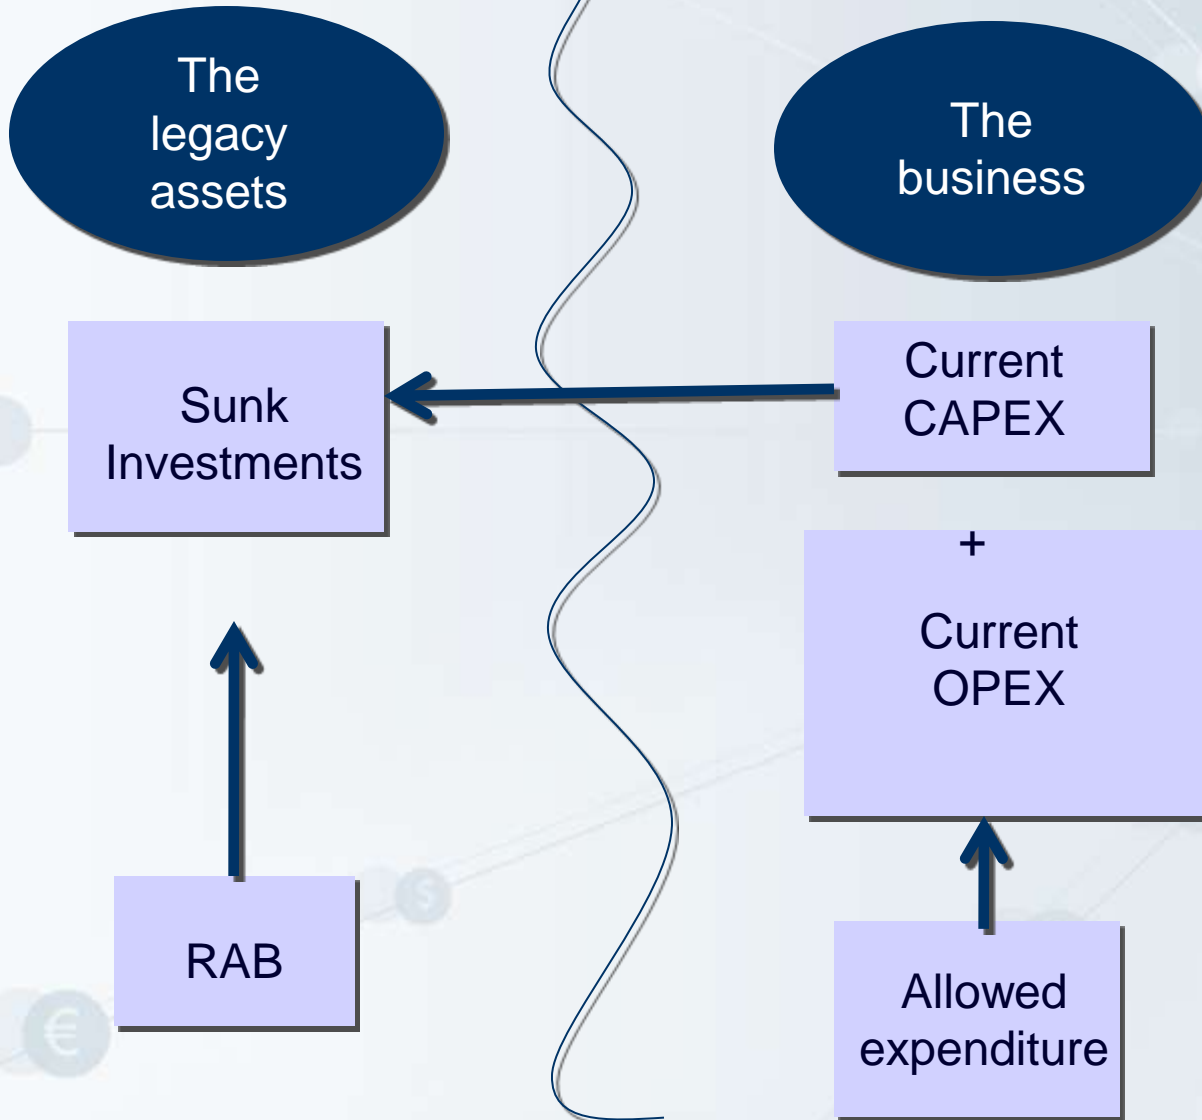 The
legacy
assets
The
business
Sunk
Investments
Current
CAPEX
+
Current
OPEX
RAB
Allowed
expenditure
$
€